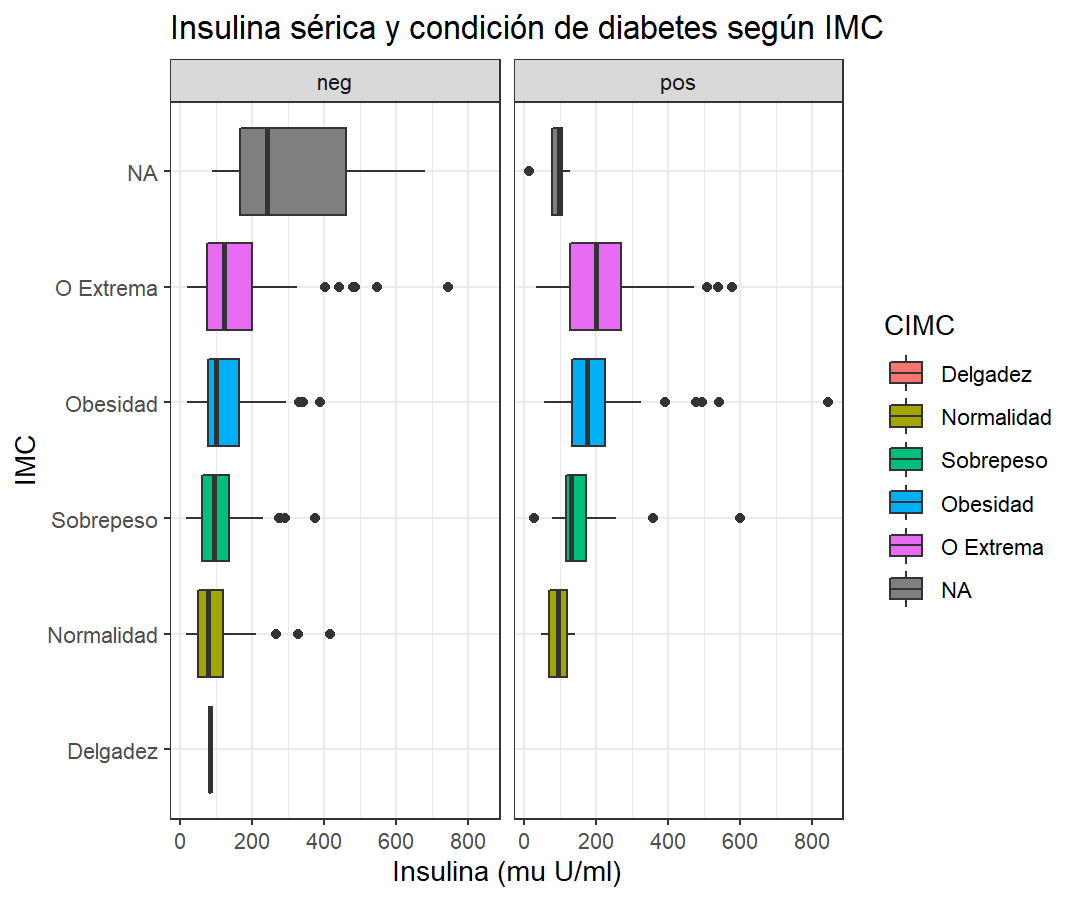 Insulina sérica y condición de diabetes según IMC
neg
pos
NA
O Extrema
Obesidad
Sobrepeso
Normalidad
Delgadez
IMC
0 200 400 600 800
0 200 400 600 800
Insulina (mu U/ml)
CIMC
Delgadez
Normalidad
Sobrepeso
Obesidad
O Extrema
NA